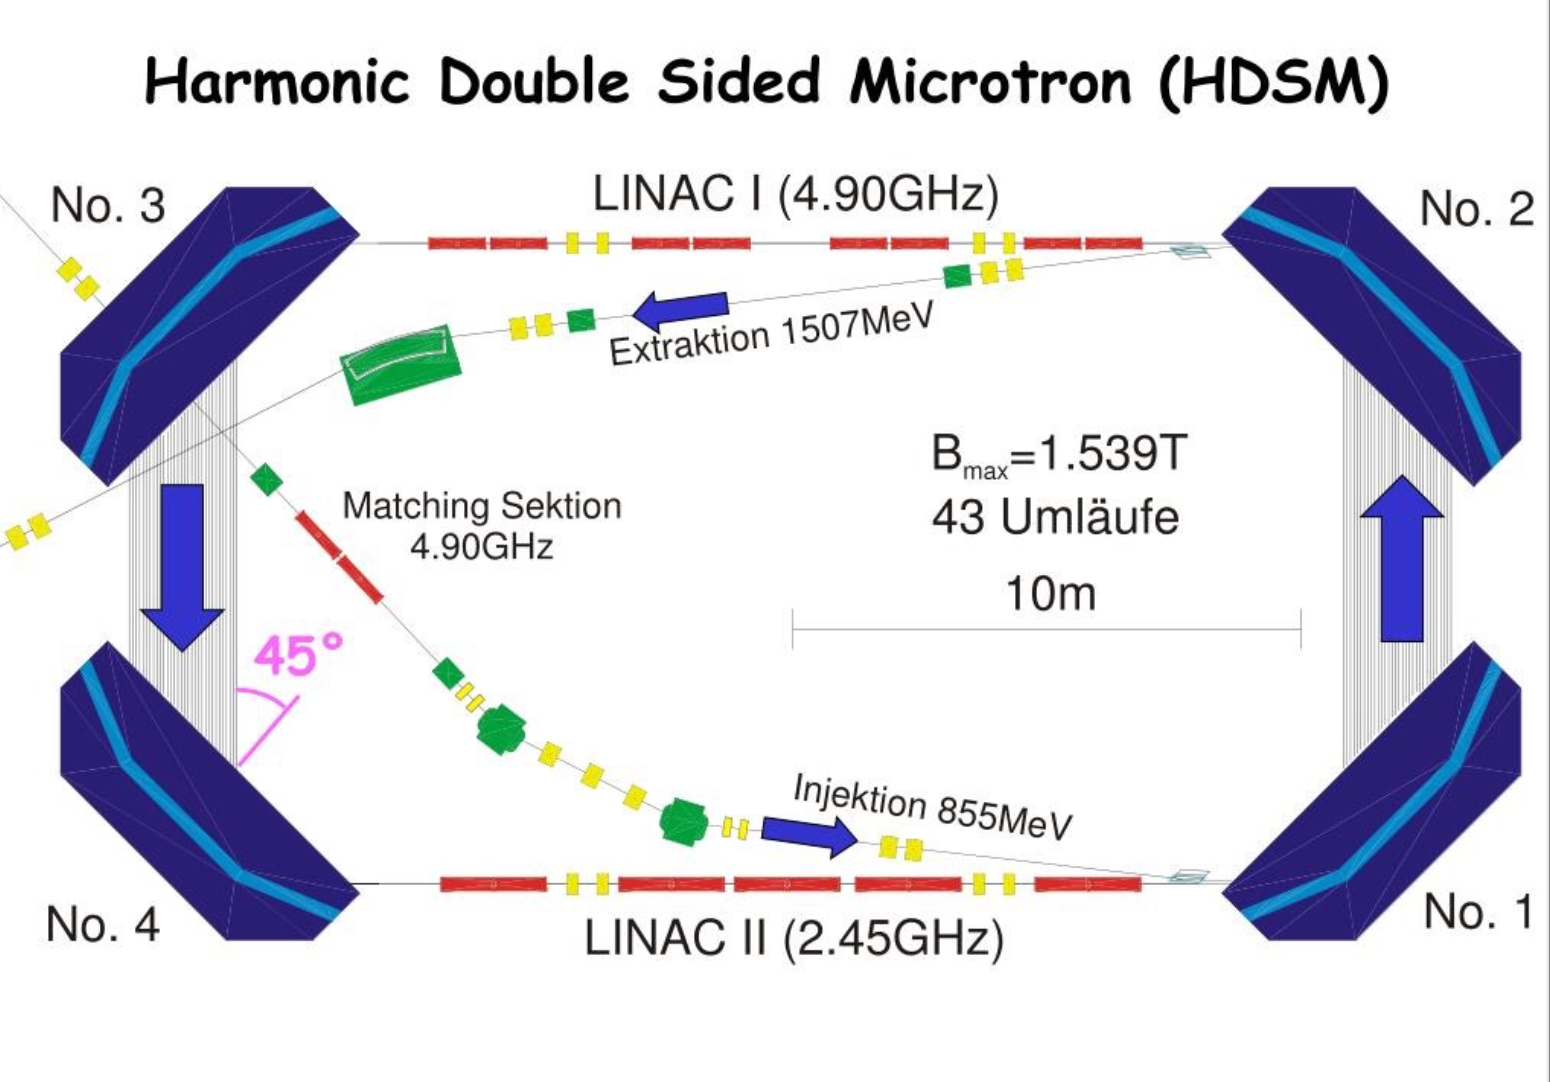 Harmonic Double Sided Microtron (HDSM)
No. 3
LINAC I (4.90GHz)
No. 2
Extraktion 1507MeV
Matching Sektion
4.90GHz
Bmax=1.539T
43 Umläufe
10m
45°
Injektion 855MeV
No. 4
LINAC II (2.45GHz)
No. 1